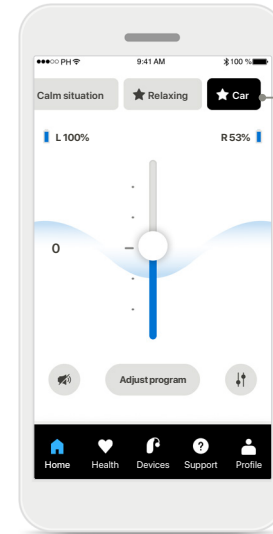 ●●●○○ PH 9:41 AM 100 %
Calm situation ★ Relaxing ★ Car
L 100% R 53%
0
Adjust program
Home Health Devices Support Profile